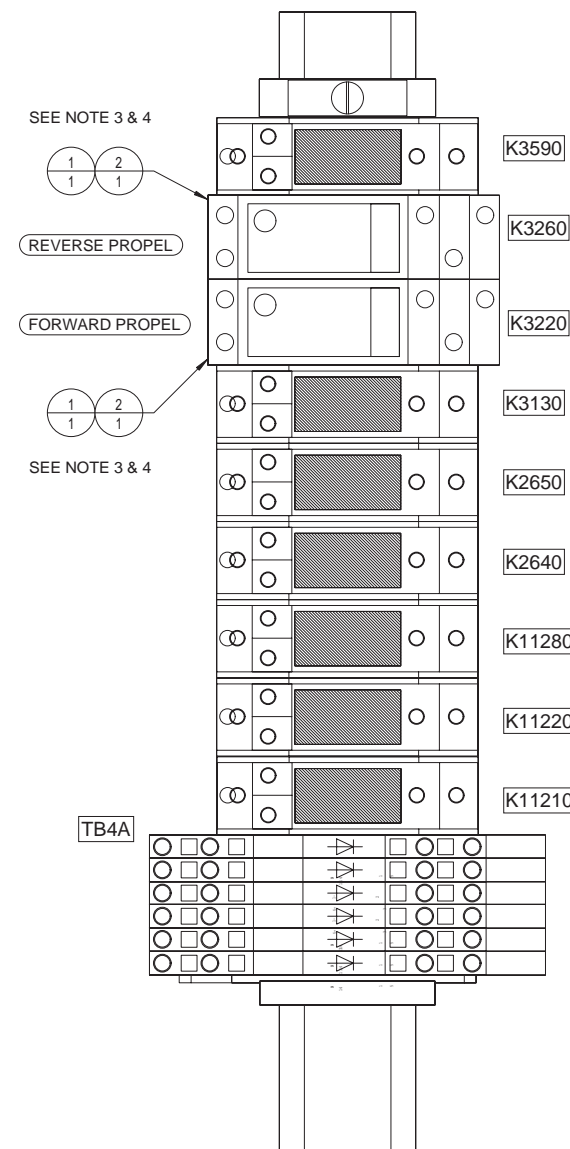 SEE NOTE 3 & 4
K3590
1 2
1 1
K3260
REVERSE PROPEL
FORWARD PROPEL
K3220
1 2
1 1
K3130
SEE NOTE 3 & 4
K2650
K2640
K11280
K11220
K11210
TB4A